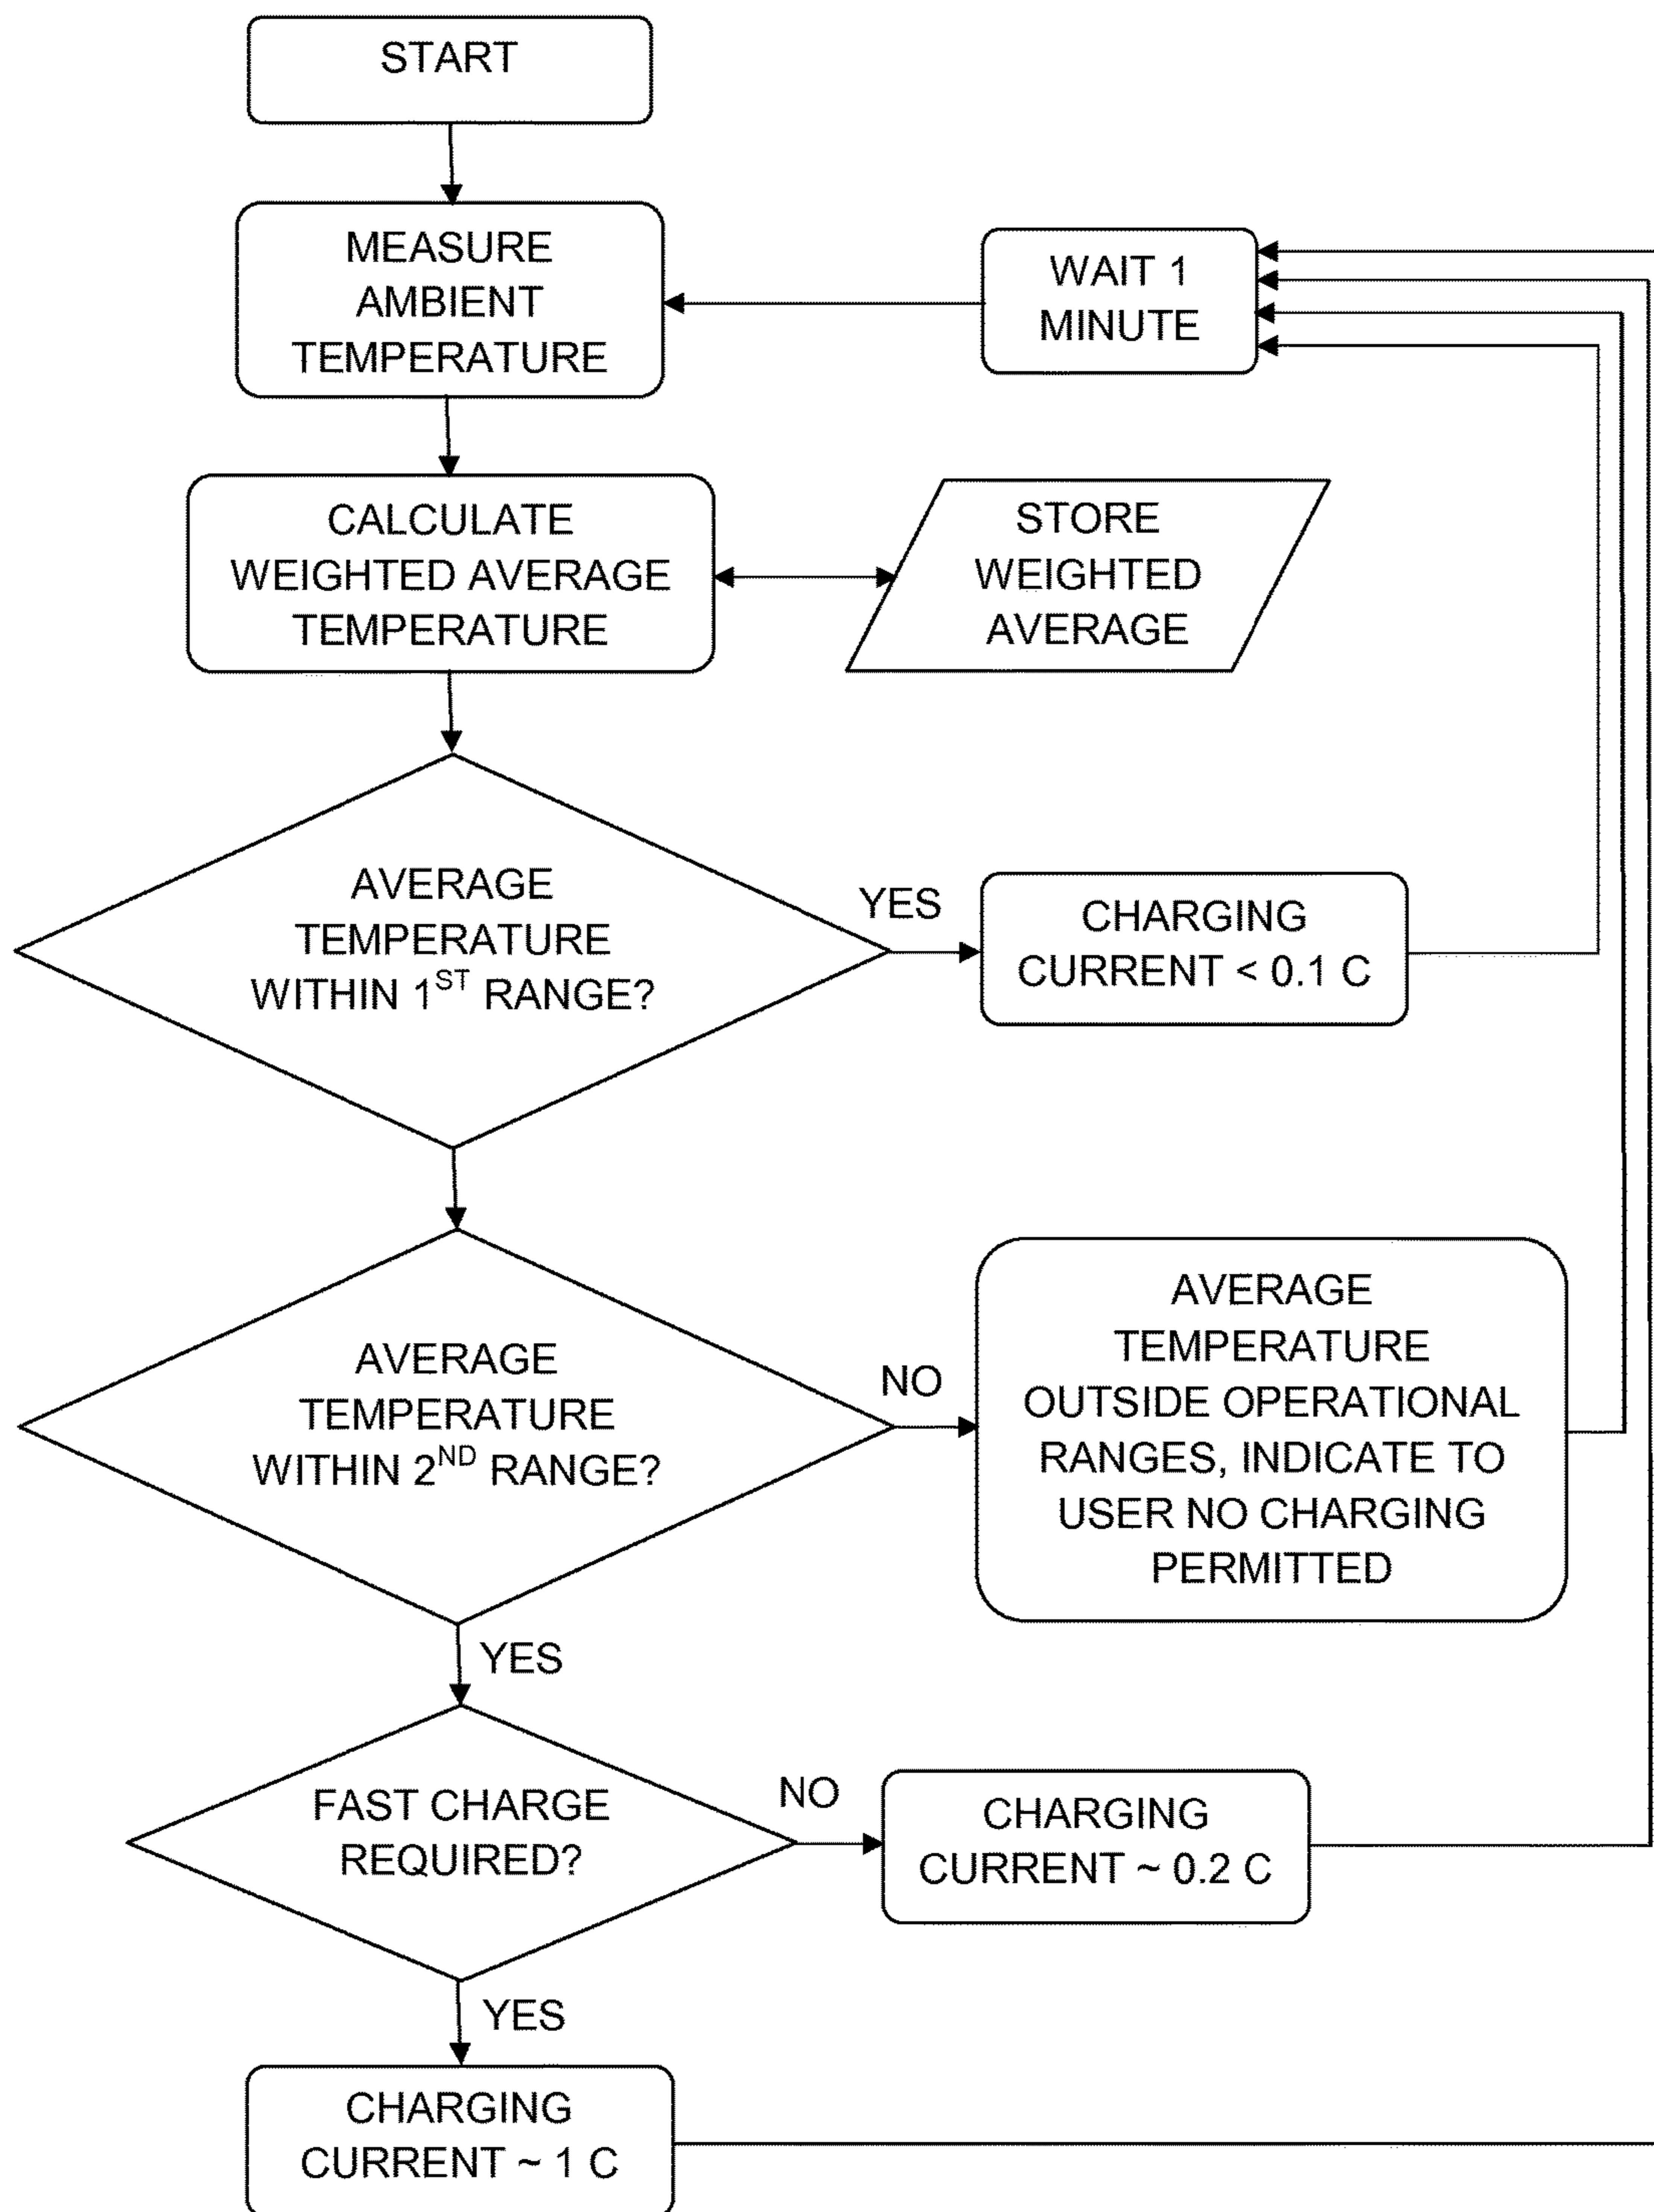 START
MEASURE
AMBIENT
TEMPERATURE
WAIT 1
MINUTE
CALCULATE
WEIGHTED AVERAGE
TEMPERATURE
STORE
WEIGHTED
AVERAGE
AVERAGE
TEMPERATURE
WITHIN 1ST RANGE?
YES
CHARGING
CURRENT < 0.1 C
AVERAGE
TEMPERATURE
WITHIN 2ND RANGE?
NO
AVERAGE
TEMPERATURE
OUTSIDE OPERATIONAL
RANGES, INDICATE TO
USER NO CHARGING
PERMITTED
YES
FAST CHARGE
REQUIRED?
NO
CHARGING
CURRENT ~ 0.2 C
YES
CHARGING
CURRENT ~ 1 C